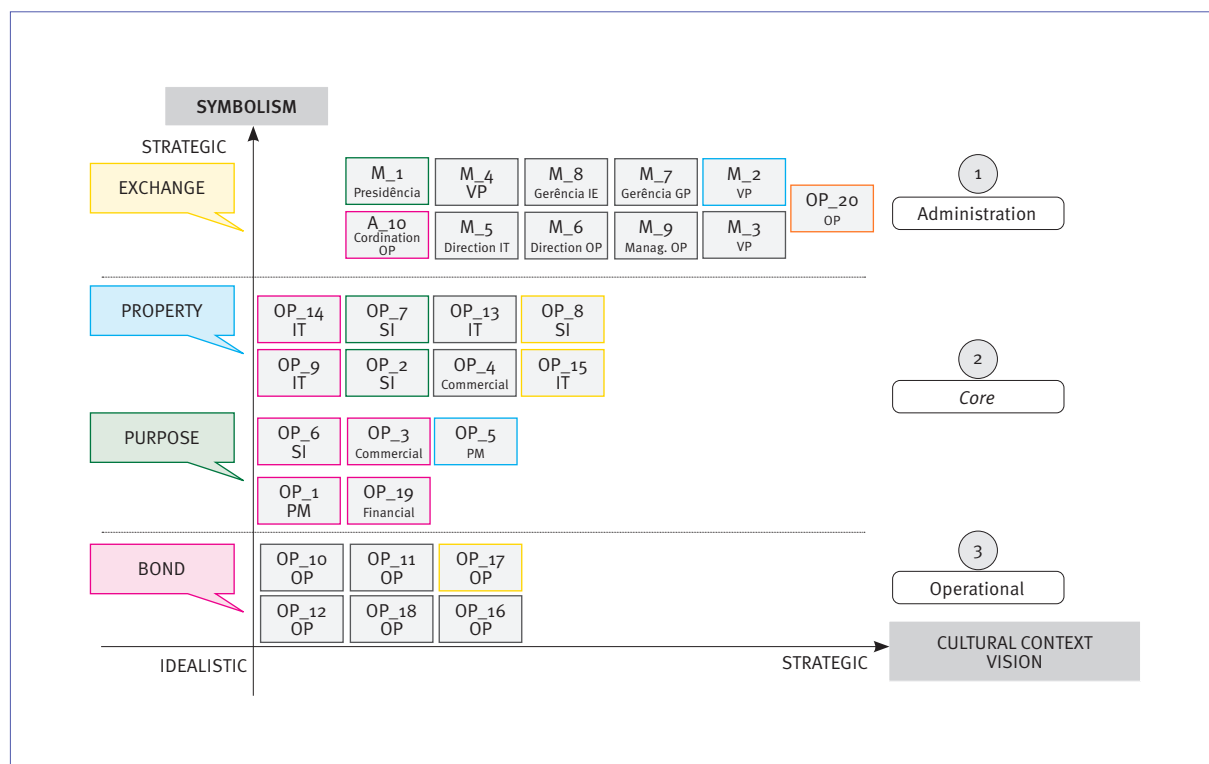 SYMBOLISM
STRATEGIC
EXCHANGE
M_1
Presidência
M_4
VP
M_8
Gerência IE
M_7
Gerência GP
M_2
VP
OP_20
OP
A_10
Cordination
OP
M_5
Direction IT
M_6
Direction OP
M_9
Manag. OP
M_3
VP
1
Administration
PROPERTY
OP_14
IT
OP_7
SI
OP_13
IT
OP_8
SI
OP_9
IT
OP_2
SI
OP_4
Commercial
OP_15
IT
2
Core
PURPOSE
OP_6
SI
OP_3
Commercial
OP_5
PM
OP_1
PM
OP_19
Financial
BOND
OP_10
OP
OP_11
OP
OP_17
OP
OP_12
OP
OP_18
OP
OP_16
OP
3
Operational
IDEALISTIC
STRATEGIC
CULTURAL CONTEXT
VISION